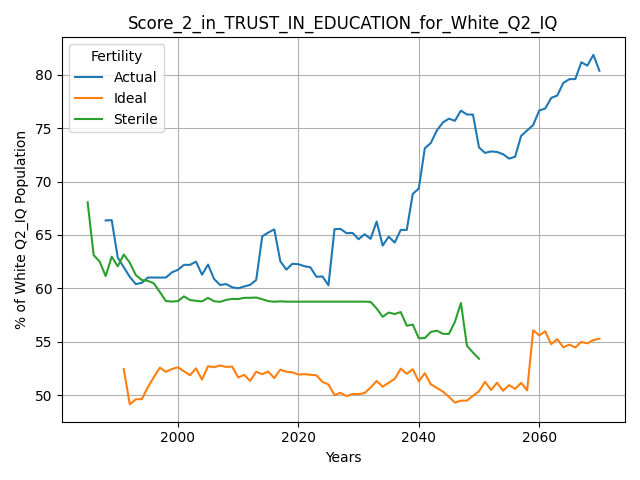 Score_2_in_TRUST_IN_EDUCATION_for_White_Q2_IQ
Fertility
Actual
Ideal
Sterile
% of White Q2_IQ Population
80
75
70
65
60
55
50
2000
2020
2040
2060
Years